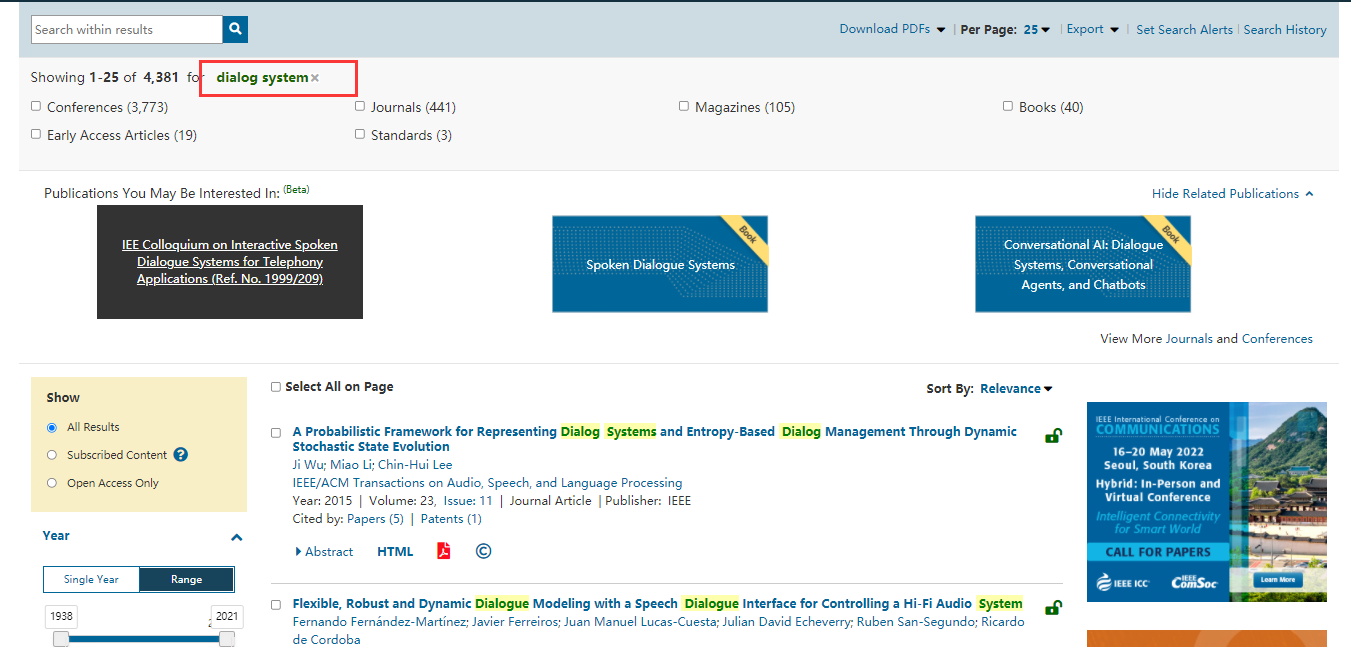 Search within results
Download PDFs | Per Page: 25 | Export | Set Search Alerts | Search History
Showing 1-25 of 4,381 for dialog system ×
Conferences (3,773) Journals (441) Magazines (105) Books (40)
Early Access Articles (19) Standards (3)
Publications You May Be Interested In: (Beta) Hide Related Publications
IEE Colloquium on Interactive Spoken
Dialogue Systems for Telephony
Applications (Ref. No. 1999/209)
Book
Spoken Dialogue Systems
Book
Conversational AI: Dialogue
Systems, Conversational
Agents, and Chatbots
View More Journals and Conferences
Show
All Results
Subscribed Content ?
Open Access Only
Year
Single Year Range
1938 2021
Select All on Page Sort By: Relevance
A Probabilistic Framework for Representing Dialog Systems and Entropy-Based Dialog Management Through Dynamic
Stochastic State Evolution
Ji Wu; Miao Li; Chin-Hui Lee
IEEE/ACM Transactions on Audio, Speech, and Language Processing
Year: 2015 | Volume: 23, Issue: 11 | Journal Article | Publisher: IEEE
Cited by: Papers (5) | Patents (1)
Abstract HTML ©
Flexible, Robust and Dynamic Dialogue Modeling with a Speech Dialogue Interface for Controlling a Hi-Fi Audio System
Fernando Fernández-Martínez; Javier Ferreiros; Juan Manuel Lucas-Cuesta; Julian David Echeverry; Ruben San-Segundo; Ricardo
de Cordoba
IEEE International Conference on
COMMUNICATIONS
16–20 May 2022
Seoul, South Korea
Hybrid: In-Person and
Virtual Conference
Intelligent Connectivity
for Smart World
CALL FOR PAPERS
IEEE ICC IEEE ComSoc Learn More